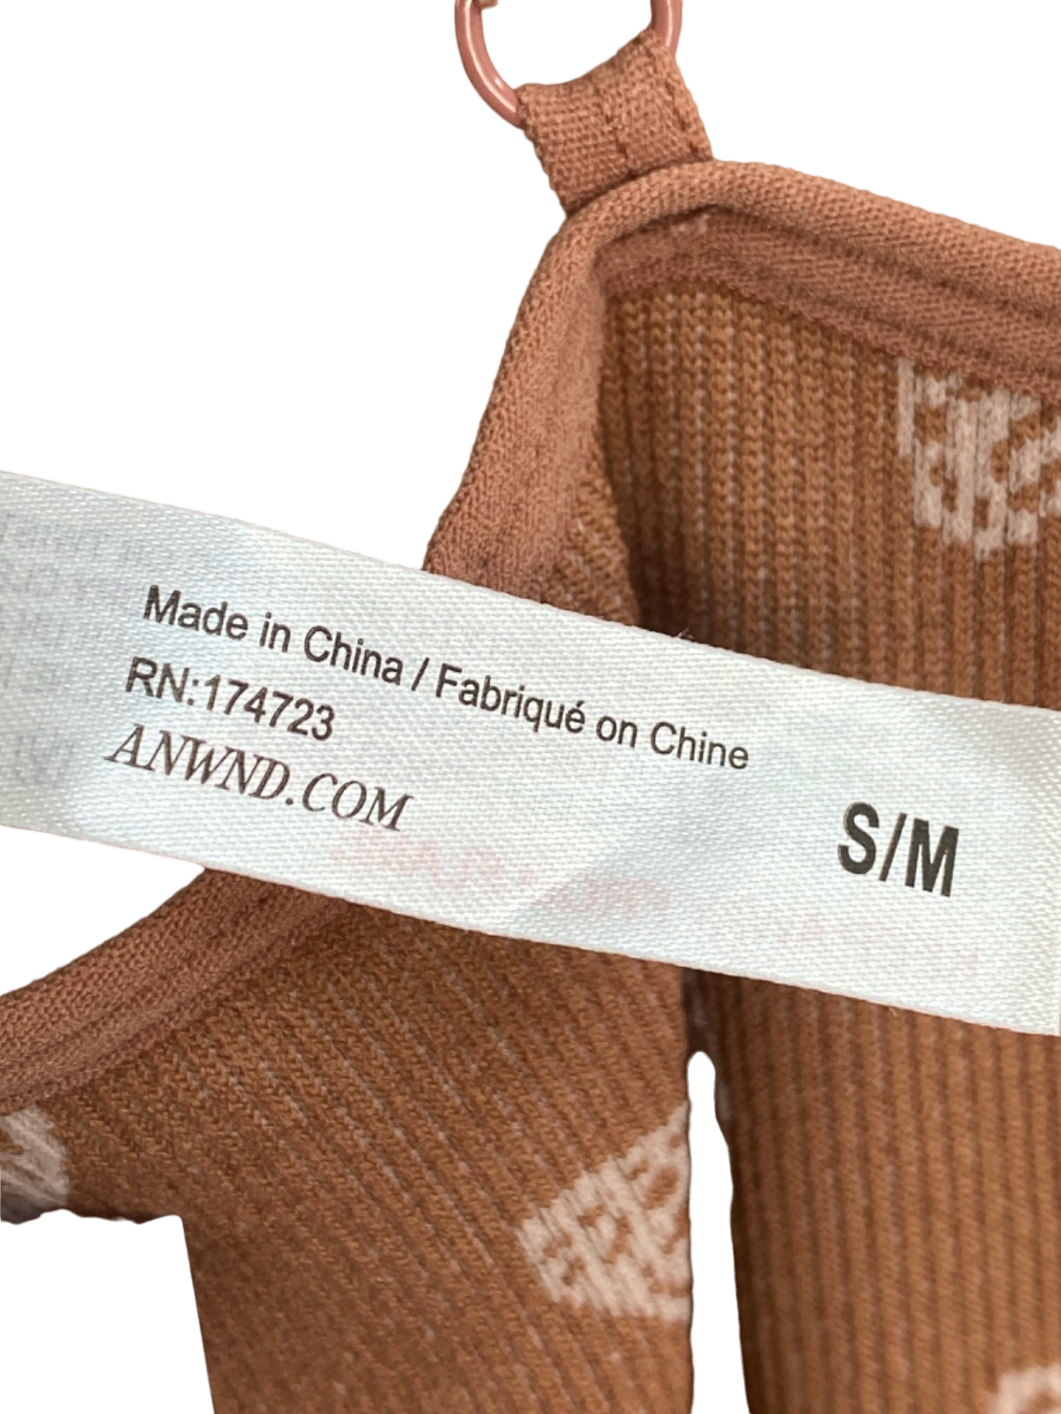 Made in China / Fabriqué on Chine
RN:174723
ANWND.COM
S/M